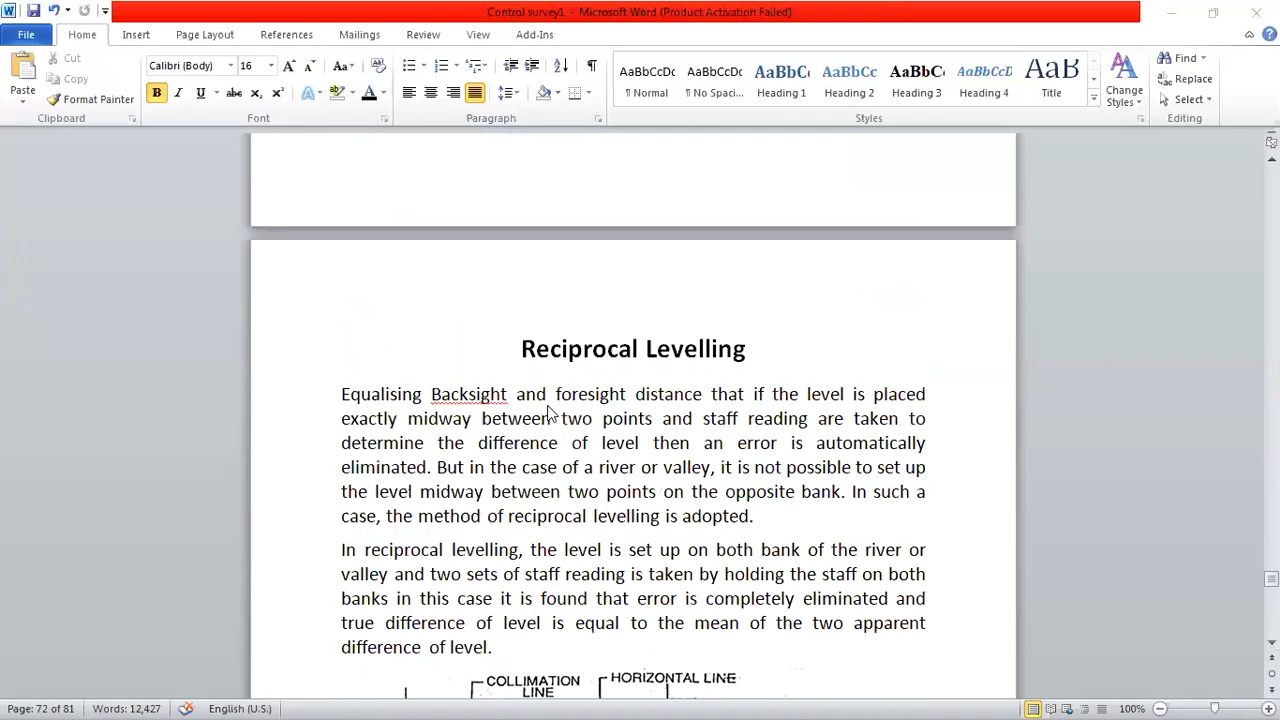 Control survey1 - Microsoft Word (Product Activation Failed)
File Home Insert Page Layout References Mailings Review View Add-Ins
Paste Cut Copy Format Painter
Calibri (Body) 16
AaBbCcDc AaBbCcDc AaBbCc AaBbCc AaBbCc AaBbCcDc AaB
¶ Normal ¶ No Spaci... Heading 1 Heading 2 Heading 3 Heading 4 Title
Change Styles
Find Replace Select
Clipboard Font Paragraph Styles Editing
Reciprocal Levelling
Equalising Backsight and foresight distance that if the level is placed
exactly midway between two points and staff reading are taken to
determine the difference of level then an error is automatically
eliminated. But in the case of a river or valley, it is not possible to set up
the level midway between two points on the opposite bank. In such a
case, the method of reciprocal levelling is adopted.
In reciprocal levelling, the level is set up on both bank of the river or
valley and two sets of staff reading is taken by holding the staff on both
banks in this case it is found that error is completely eliminated and
true difference of level is equal to the mean of the two apparent
difference of level.
COLLIMATION LINE
HORIZONTAL LINE
Page: 72 of 81 Words: 12,427 English (U.S.) 100%